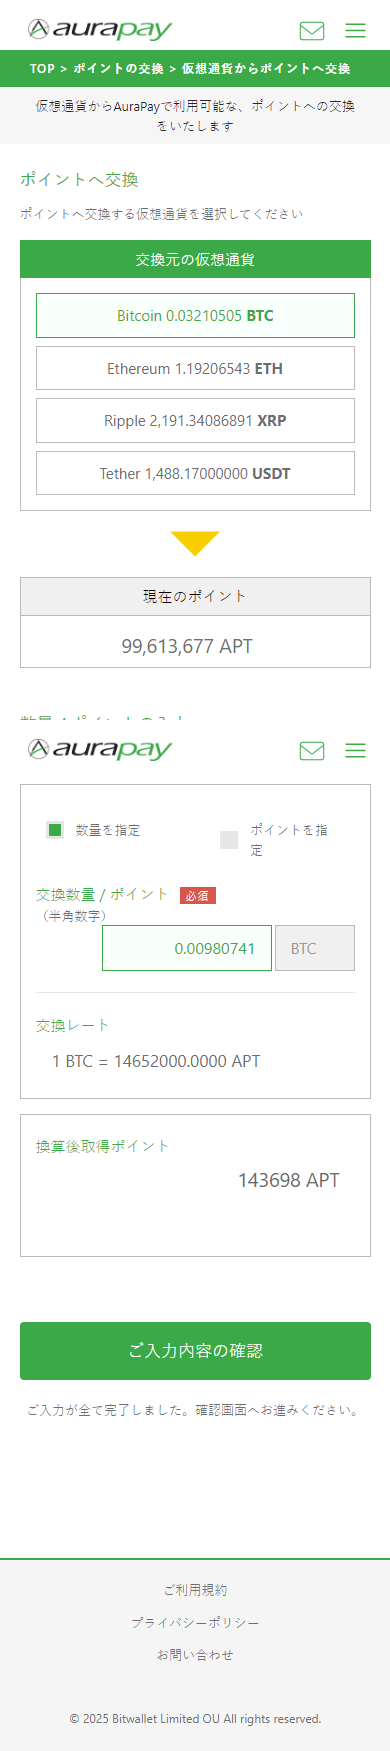 aurapay
TOP > ポイントの交換 > 仮想通貨からポイントへ交換
仮想通貨からAuraPayで利用可能な、ポイントへの交換
をいたします
ポイントへ交換
ポイントへ交換する仮想通貨を選択してください
交換元の仮想通貨
Bitcoin 0.03210505 BTC
Ethereum 1.19206543 ETH
Ripple 2,191.34086891 XRP
Tether 1,488.17000000 USDT
現在のポイント
99,613,677 APT
数量 / ポイントの入力
aurapay
数量を指定
ポイントを指
定
交換数量 / ポイント 必須
（半角数字）
0.00980741 BTC
交換レート
1 BTC = 14652000.0000 APT
換算後取得ポイント
143698 APT
ご入力内容の確認
ご入力が全て完了しました。確認画面へお進みください。
ご利用規約
プライバシーポリシー
お問い合わせ
© 2025 Bitwallet Limited OU All rights reserved.